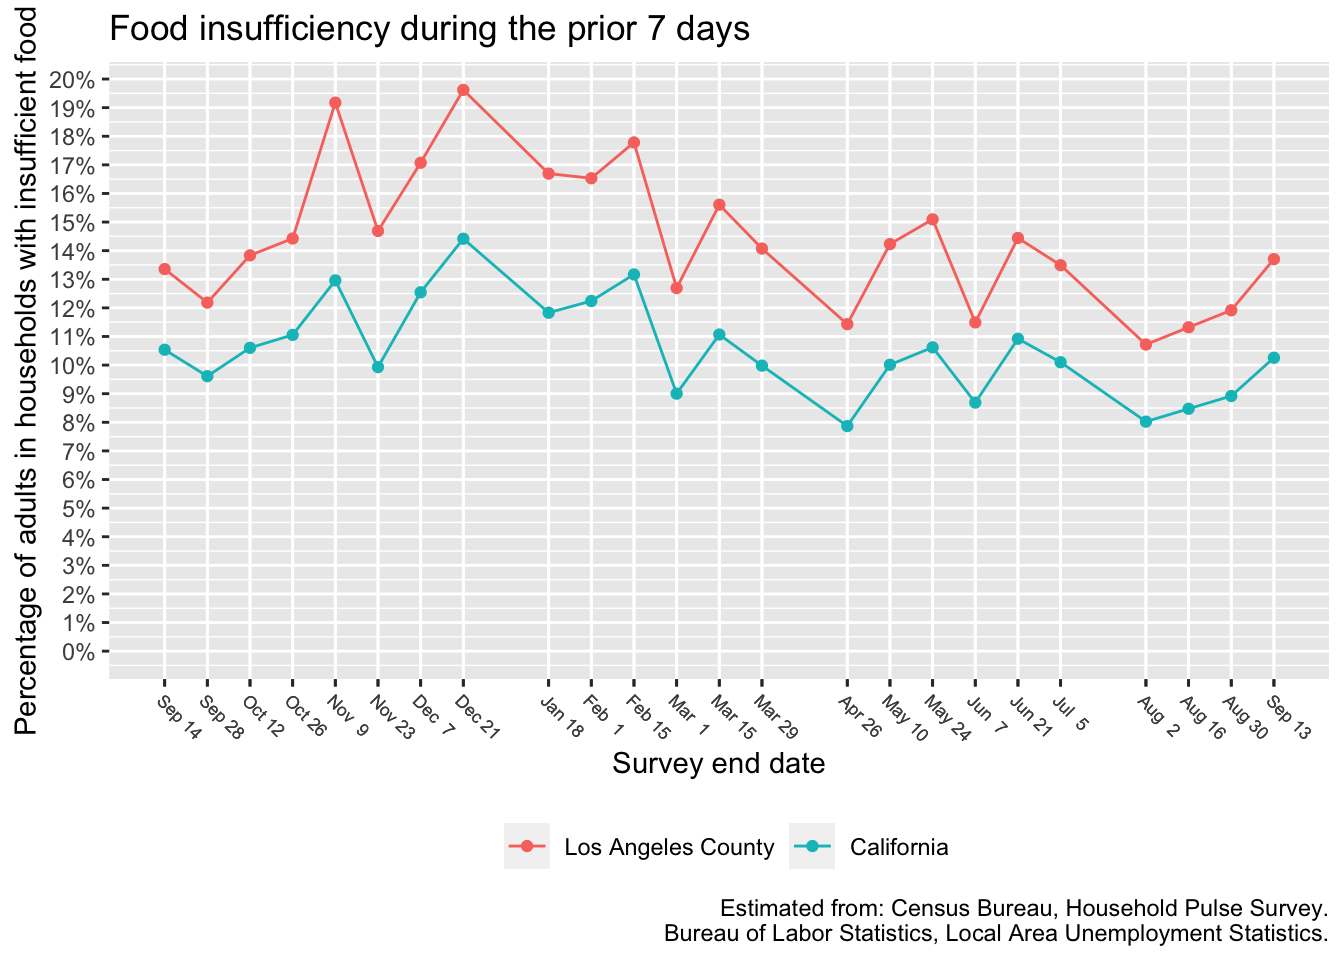 Food insufficiency during the prior 7 days
Percentage of adults in households with insufficient food
20%
19%
18%
17%
16%
15%
14%
13%
12%
11%
10%
9%
8%
7%
6%
5%
4%
3%
2%
1%
0%
Sep 14
Sep 28
Oct 12
Oct 26
Nov 9
Nov 23
Dec 7
Dec 21
Jan 18
Feb 1
Feb 15
Mar 1
Mar 15
Mar 29
Apr 26
May 10
May 24
Jun 7
Jun 21
Jul 5
Aug 2
Aug 16
Aug 30
Sep 13
Survey end date
Los Angeles County
California
Estimated from: Census Bureau, Household Pulse Survey.
Bureau of Labor Statistics, Local Area Unemployment Statistics.